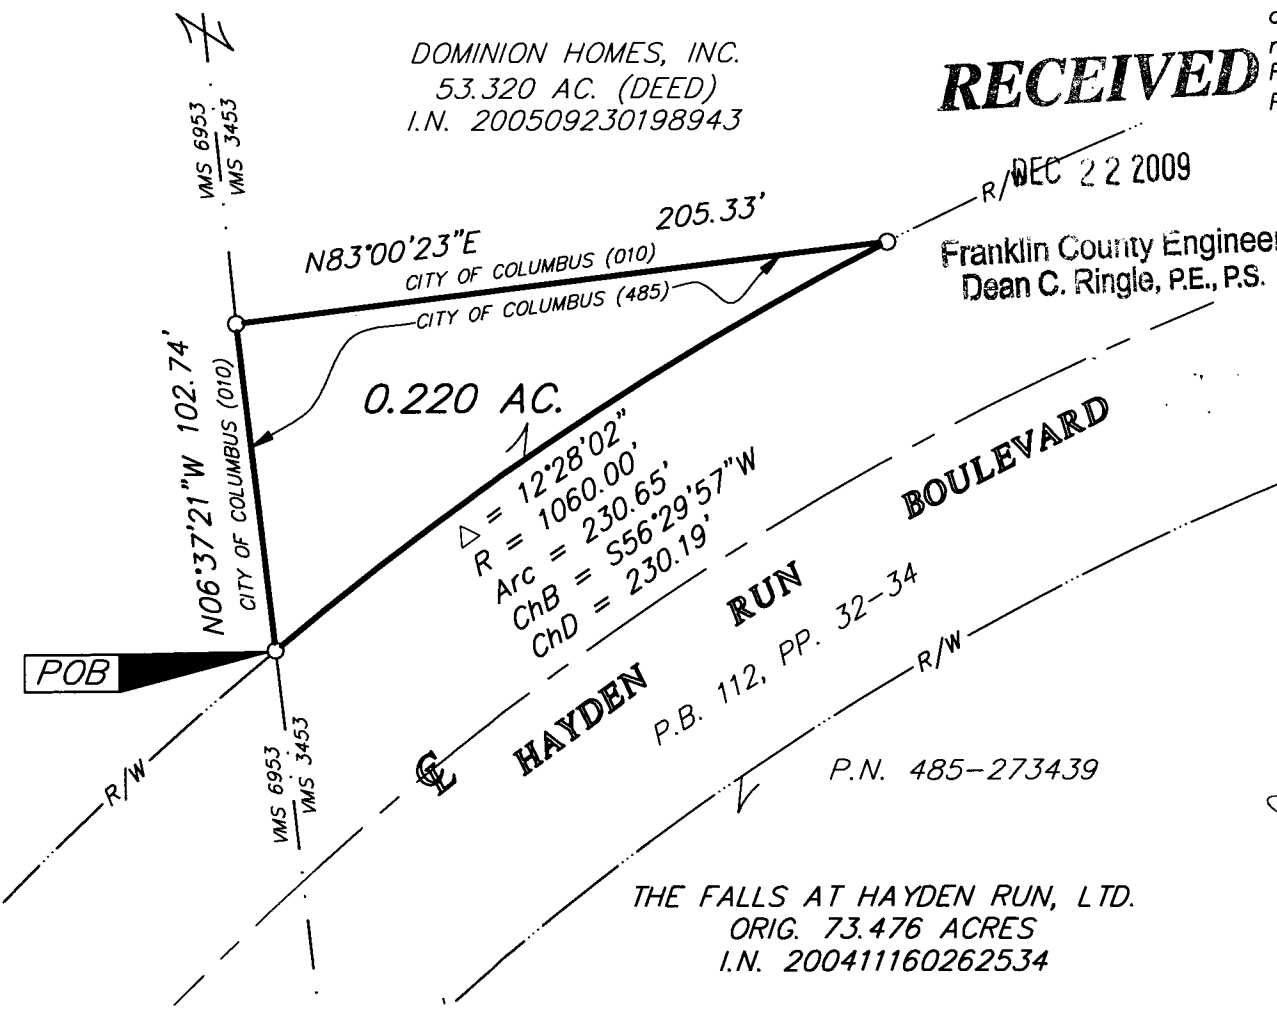 DOMINION HOMES, INC.
53.320 AC. (DEED)
I.N. 200509230198943
RECEIVED
DEC 22 2009
Franklin County Engineer
Dean C. Ringle, P.E., P.S.
VMS 6953
VMS 3453
R/W
N83°00'23"E 205.33'
CITY OF COLUMBUS (010)
CITY OF COLUMBUS (485)
N06°37'21"W 102.74'
CITY OF COLUMBUS (010)
0.220 AC.
Δ = 12°28'02"
R = 1060.00'
Arc = 230.65'
ChB = S56°29'57"W
ChD = 230.19'
POB
R/W
VMS 6953
VMS 3453
℄ HAYDEN RUN BOULEVARD
P.B. 112, PP. 32-34
R/W
P.N. 485-273439
THE FALLS AT HAYDEN RUN, LTD.
ORIG. 73.476 ACRES
I.N. 200411160262534